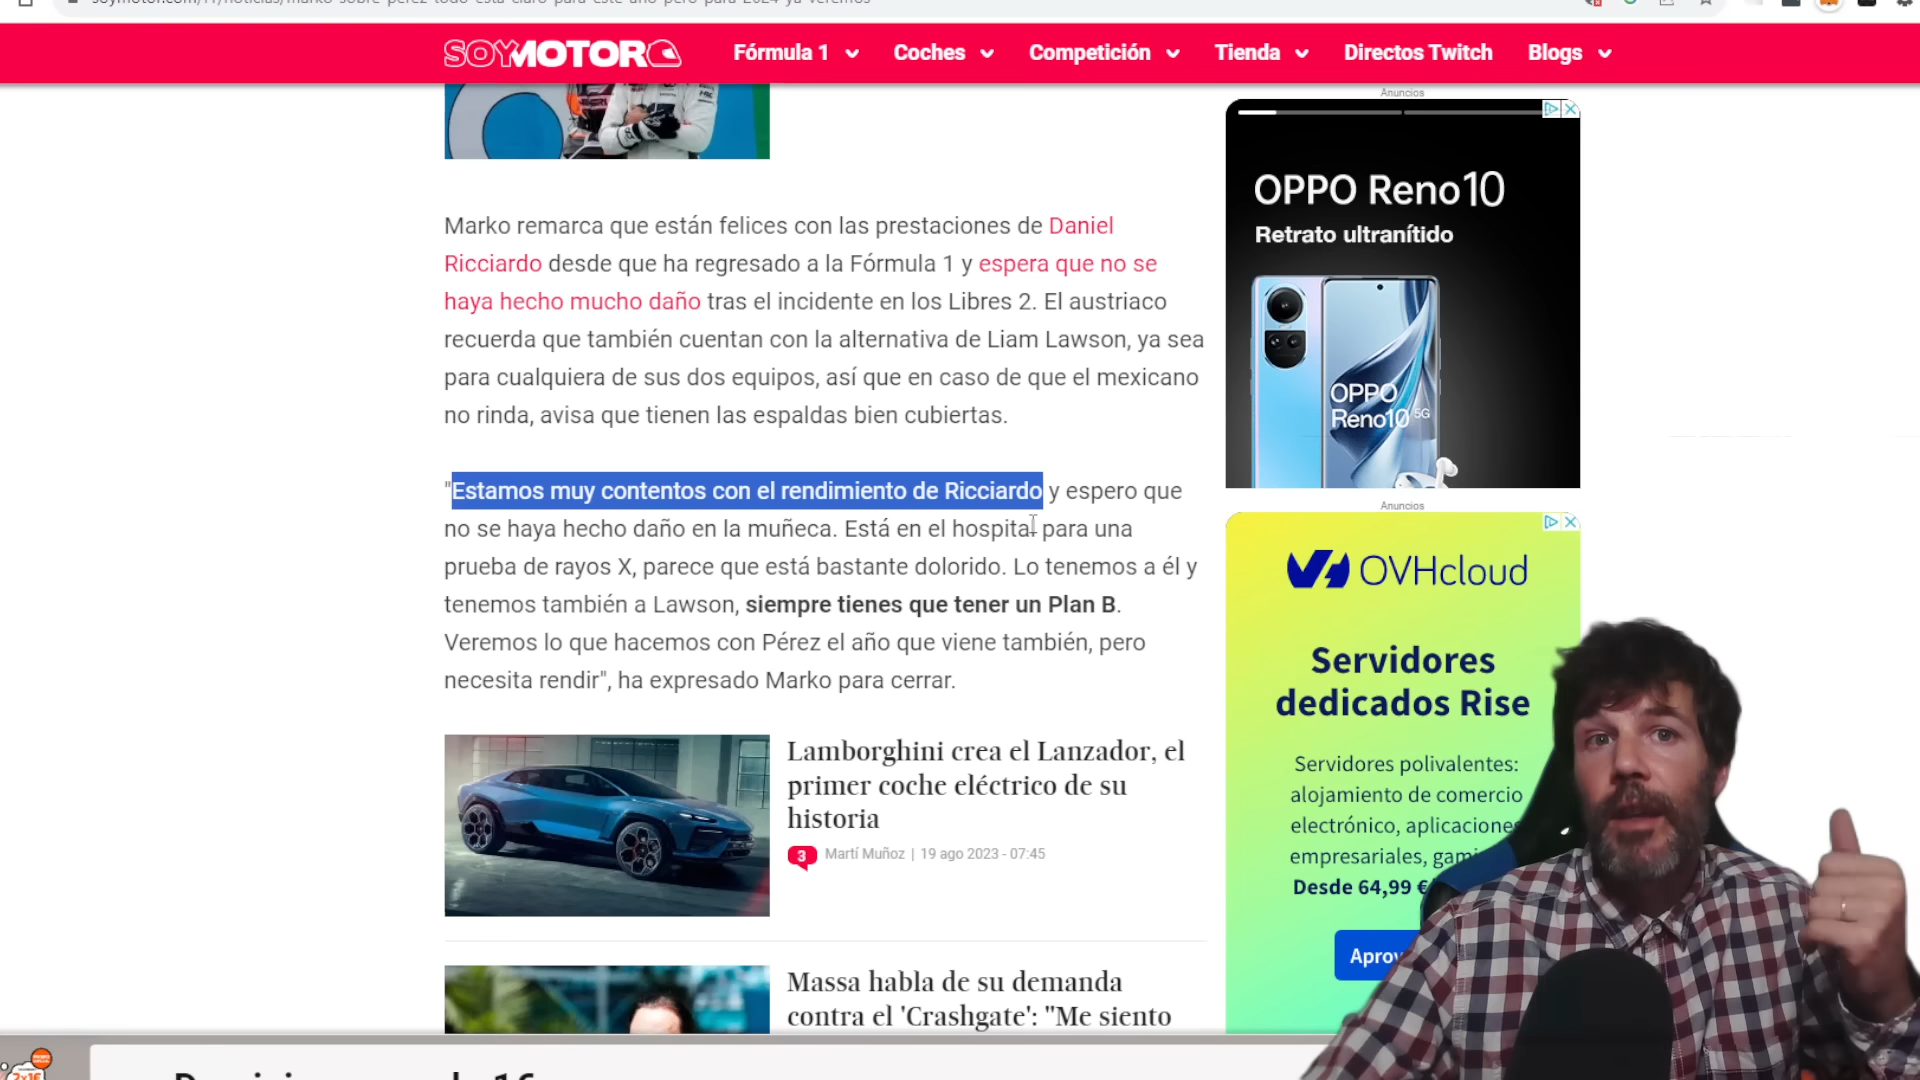 SOYMOTOR
Fórmula 1
Coches
Competición
Tienda
Directos Twitch
Blogs
Anuncios
OPPO Reno10
Retrato ultranítido
OPPO
Reno10 5G
Marko remarca que están felices con las prestaciones de Daniel
Ricciardo desde que ha regresado a la Fórmula 1 y espera que no se
haya hecho mucho daño tras el incidente en los Libres 2. El austriaco
recuerda que también cuentan con la alternativa de Liam Lawson, ya sea
para cualquiera de sus dos equipos, así que en caso de que el mexicano
no rinda, avisa que tienen las espaldas bien cubiertas.
"Estamos muy contentos con el rendimiento de Ricciardo y espero que
no se haya hecho daño en la muñeca. Está en el hospital para una
prueba de rayos X, parece que está bastante dolorido. Lo tenemos a él y
tenemos también a Lawson, siempre tienes que tener un Plan B.
Veremos lo que hacemos con Pérez el año que viene también, pero
necesita rendir", ha expresado Marko para cerrar.
Anuncios
OVHcloud
Servidores
dedicados Rise
Servidores polivalentes:
alojamiento de comercio
electrónico, aplicaciones
empresariales, gam
Desde 64,99 €
Aprov
Lamborghini crea el Lanzador, el
primer coche eléctrico de su
historia
3 Martí Muñoz | 19 ago 2023 - 07:45
Massa habla de su demanda
contra el 'Crashgate': "Me siento